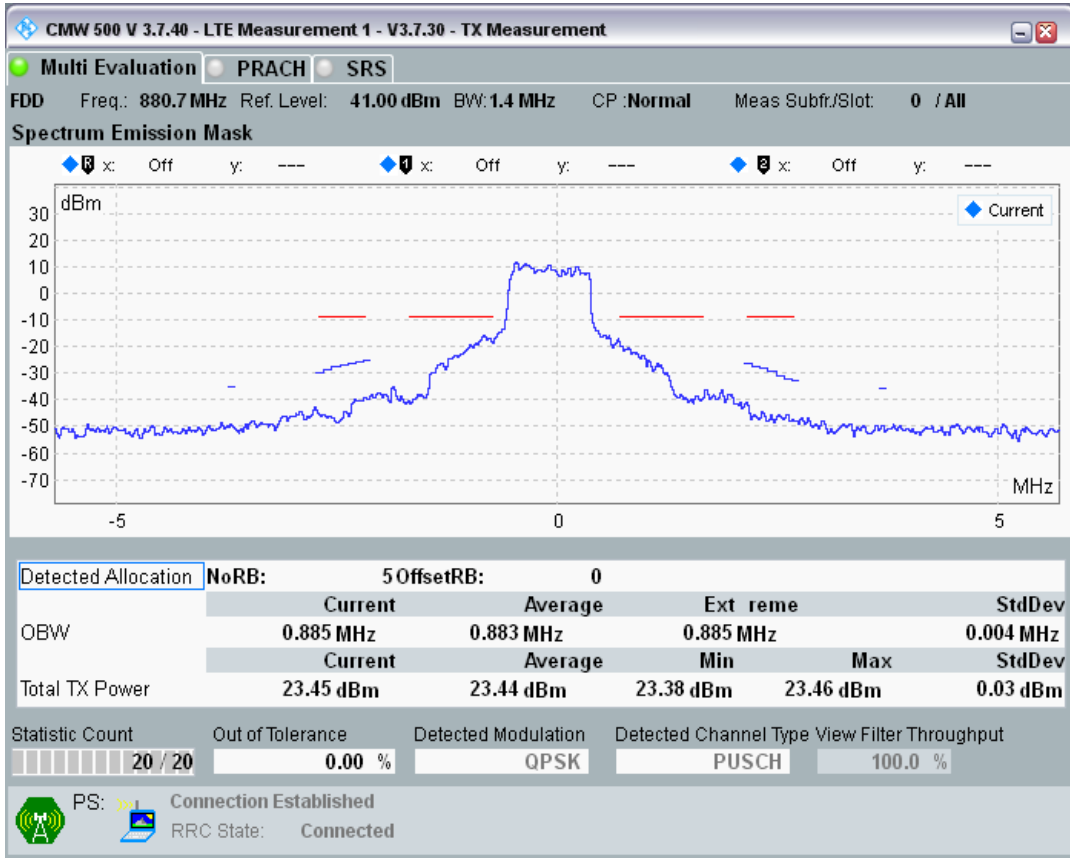 CMW 500 V 3.7.40 - LTE Measurement 1 - V3.7.30 - TX Measurement
Multi Evaluation PRACH SRS
FDD Freq.: 880.7 MHz Ref. Level: 41.00 dBm BW: 1.4 MHz CP :Normal Meas Subfr./Slot: 0 / All
Spectrum Emission Mask
R x: Off y: --- 1 x: Off y: --- 2 x: Off y: ---
dBm
Current
30
20
10
0
-10
-20
-30
-40
-50
-60
-70
MHz
-5 0 5
Detected Allocation NoRB: 5 OffsetRB: 0
Current Average Ext reme StdDev
OBW 0.885 MHz 0.883 MHz 0.885 MHz 0.004 MHz
Current Average Min Max StdDev
Total TX Power 23.45 dBm 23.44 dBm 23.38 dBm 23.46 dBm 0.03 dBm
Statistic Count Out of Tolerance Detected Modulation Detected Channel Type View Filter Throughput
20 / 20 0.00 % QPSK PUSCH 100.0 %
PS: Connection Established
RRC State: Connected